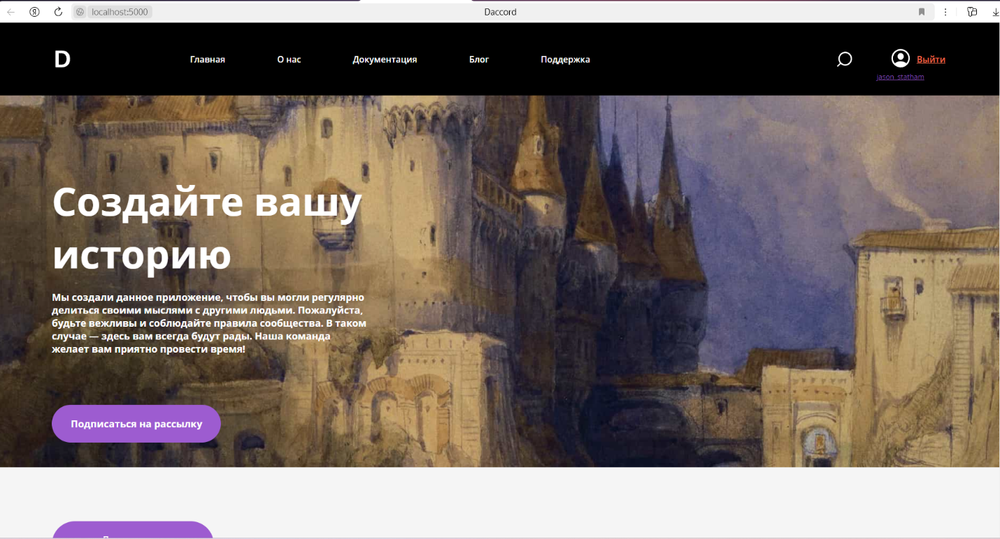 Я localhost:5000 Daccord
D Главная О нас Документация Блог Поддержка Выйти
jason_statham
Создайте вашу
историю
Мы создали данное приложение, чтобы вы могли регулярно
делиться своими мыслями с другими людьми. Пожалуйста,
будьте вежливы и соблюдайте правила сообщества. В таком
случае — здесь вам всегда будут рады. Наша команда
желает вам приятно провести время!
Подписаться на рассылку